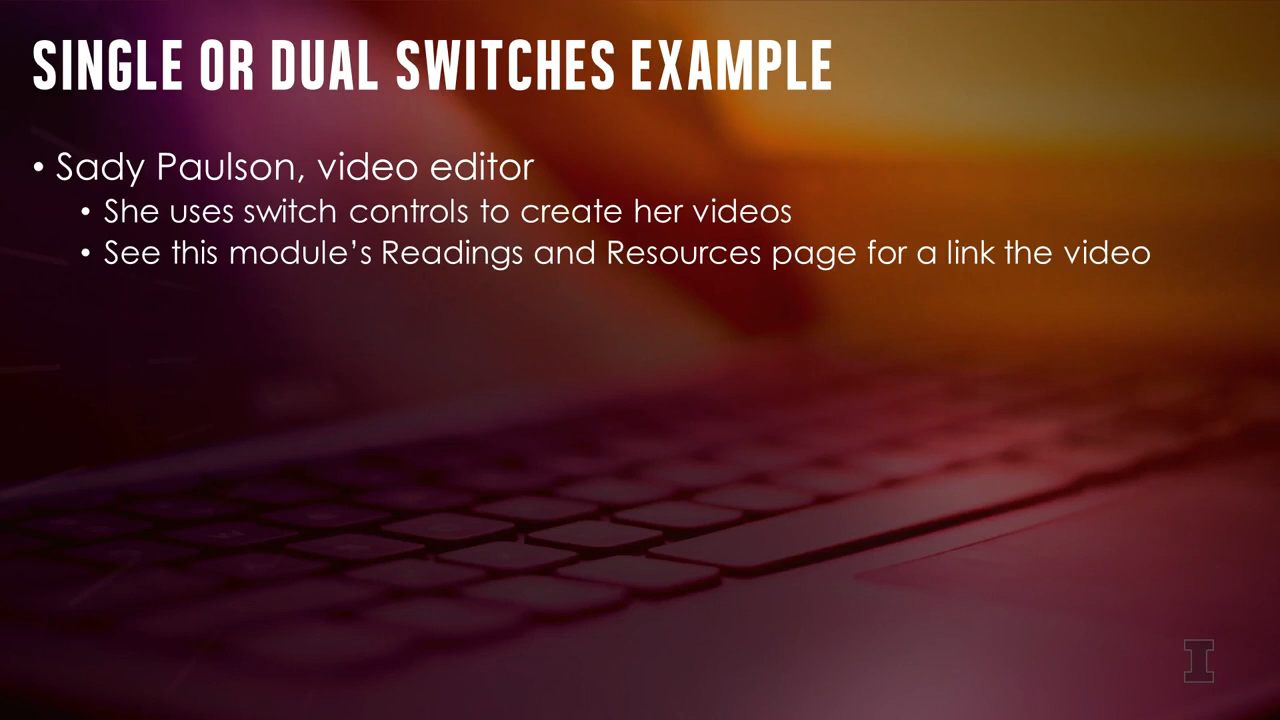 SINGLE OR DUAL SWITCHES EXAMPLE
• Sady Paulson, video editor
• She uses switch controls to create her videos
• See this module’s Readings and Resources page for a link the video
I